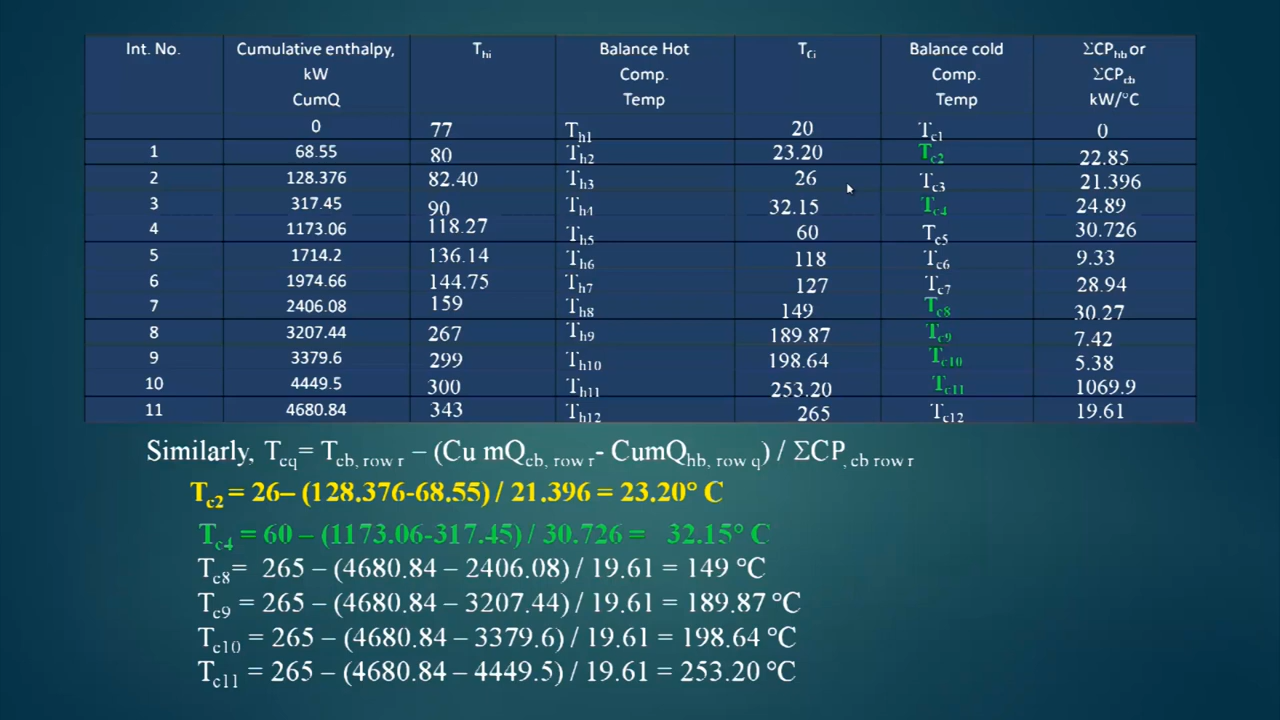 Int. No. Cumulative enthalpy, kW CumQ Thi Balance Hot Comp. Temp TCi Balance cold Comp. Temp ΣCPhb or ΣCPcb kW/°C
0 77 Th1 20 Tc1 0
1 68.55 80 Th2 23.20 Tc2 22.85
2 128.376 82.40 Th3 26 Tc3 21.396
3 317.45 90 Th4 32.15 Tc4 24.89
4 1173.06 118.27 Th5 60 Tc5 30.726
5 1714.2 136.14 Th6 118 Tc6 9.33
6 1974.66 144.75 Th7 127 Tc7 28.94
7 2406.08 159 Th8 149 Tc8 30.27
8 3207.44 267 Th9 189.87 Tc9 7.42
9 3379.6 299 Th10 198.64 Tc10 5.38
10 4449.5 300 Th11 253.20 Tc11 1069.9
11 4680.84 343 Th12 265 Tc12 19.61
Similarly, Tcq= Tcb, row r – (Cu mQcb, row r- CumQhb, row q) / ΣCP, cb row r
Tc2 = 26– (128.376-68.55) / 21.396 = 23.20° C
Tc4 = 60 – (1173.06-317.45) / 30.726 = 32.15° C
Tc8= 265 – (4680.84 – 2406.08) / 19.61 = 149 °C
Tc9 = 265 – (4680.84 – 3207.44) / 19.61 = 189.87 °C
Tc10 = 265 – (4680.84 – 3379.6) / 19.61 = 198.64 °C
Tc11 = 265 – (4680.84 – 4449.5) / 19.61 = 253.20 °C